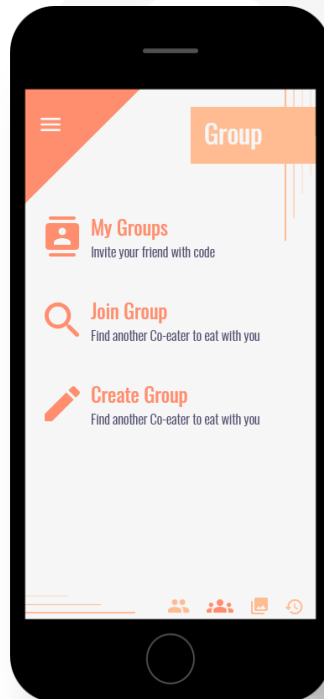 Group
My Groups
Invite your friend with code
Join Group
Find another Co-eater to eat with you
Create Group
Find another Co-eater to eat with you